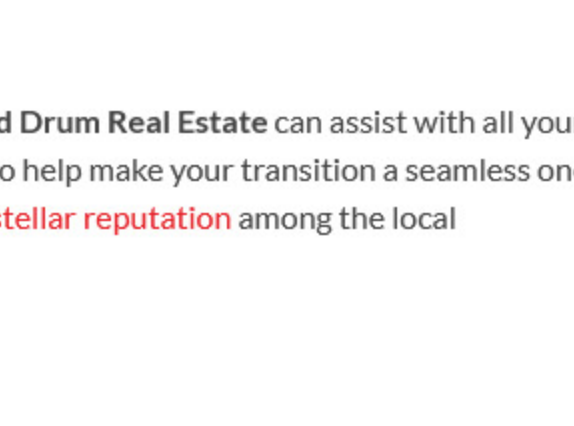 d Drum Real Estate can assist with all you
o help make your transition a seamless on
stellar reputation among the local